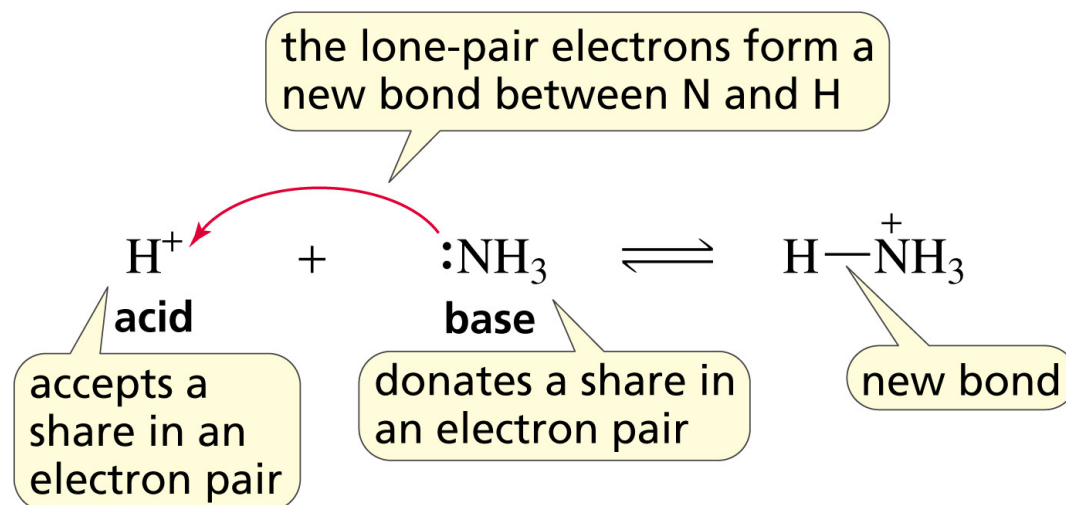 the lone-pair electrons form a
new bond between N and H
H⁺ + :NH₃ ⇌ H—N⁺H₃
acid base
accepts a
share in an
electron pair
donates a share in
an electron pair
new bond